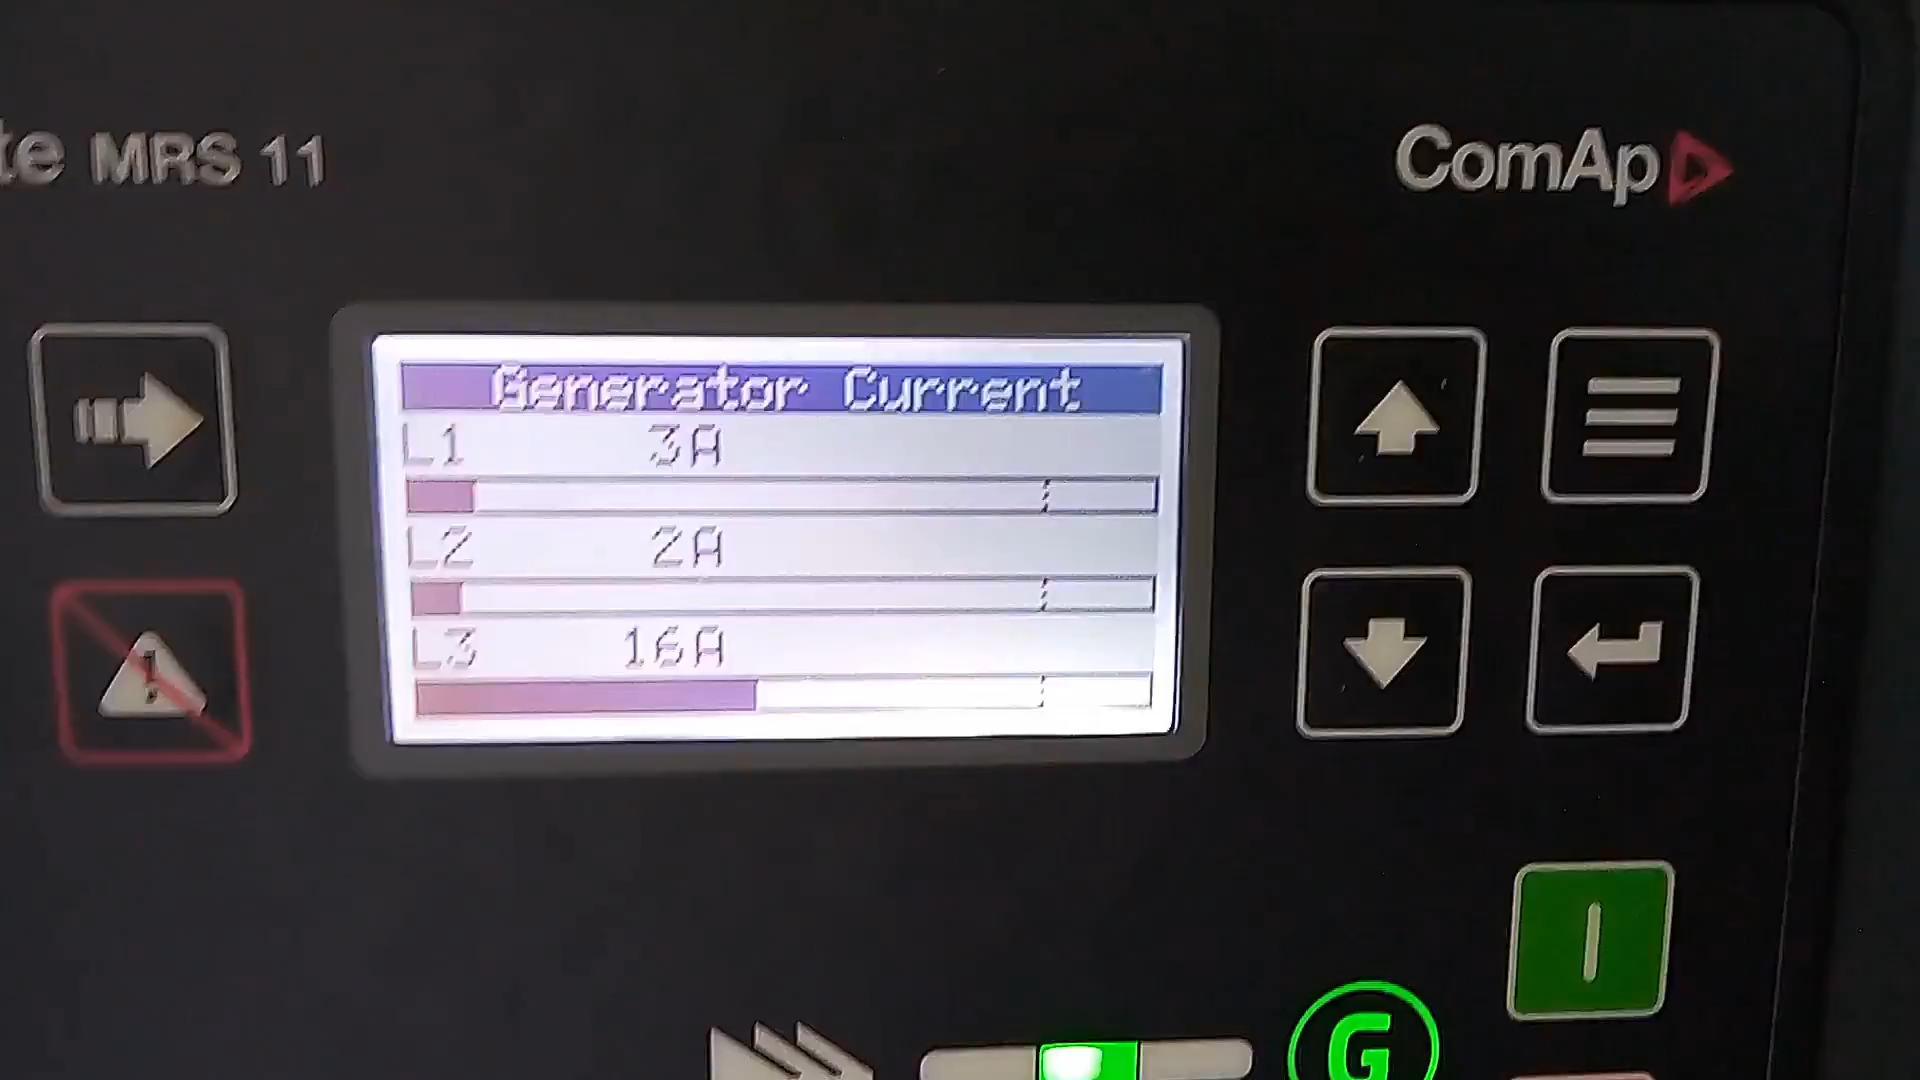 te MRS 11
ComAp
Generator Current
L1 3A
L2 2A
L3 16A
I
G